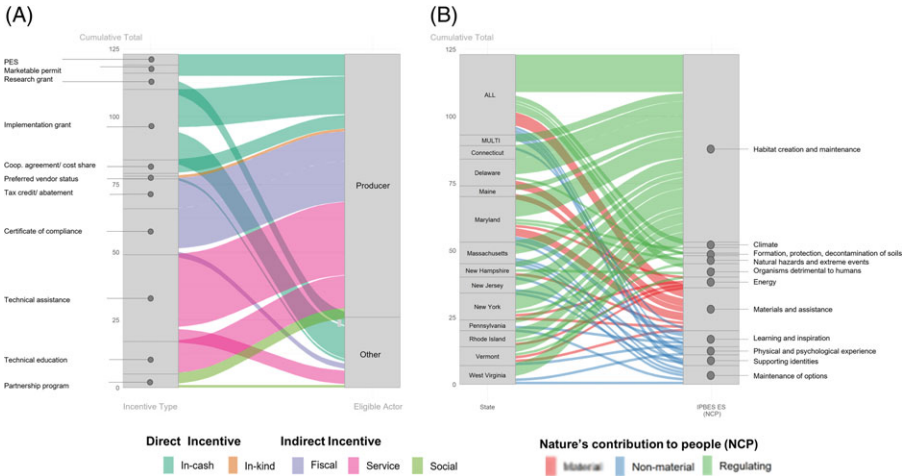 (A)
Cumulative Total
125
100
75
50
25
0
PES
Marketable permit
Research grant
Implementation grant
Coop. agreement/ cost share
Preferred vendor status
Tax credit/ abatement
Certificate of compliance
Technical assistance
Technical education
Partnership program
Producer
Other
Incentive Type
Eligible Actor
Direct Incentive
Indirect Incentive
In-cash
In-kind
Fiscal
Service
Social
(B)
Cumulative Total
125
100
75
50
25
0
ALL
MULTI
Connecticut
Delaware
Maine
Maryland
Massachusetts
New Hampshire
New Jersey
New York
Pennsylvania
Rhode Island
Vermont
West Virginia
Habitat creation and maintenance
Climate
Formation, protection, decontamination of soils
Natural hazards and extreme events
Organisms detrimental to humans
Energy
Materials and assistance
Learning and inspiration
Physical and psychological experience
Supporting identities
Maintenance of options
State
IPBES ES
(NCP)
Nature's contribution to people (NCP)
Non-material
Regulating